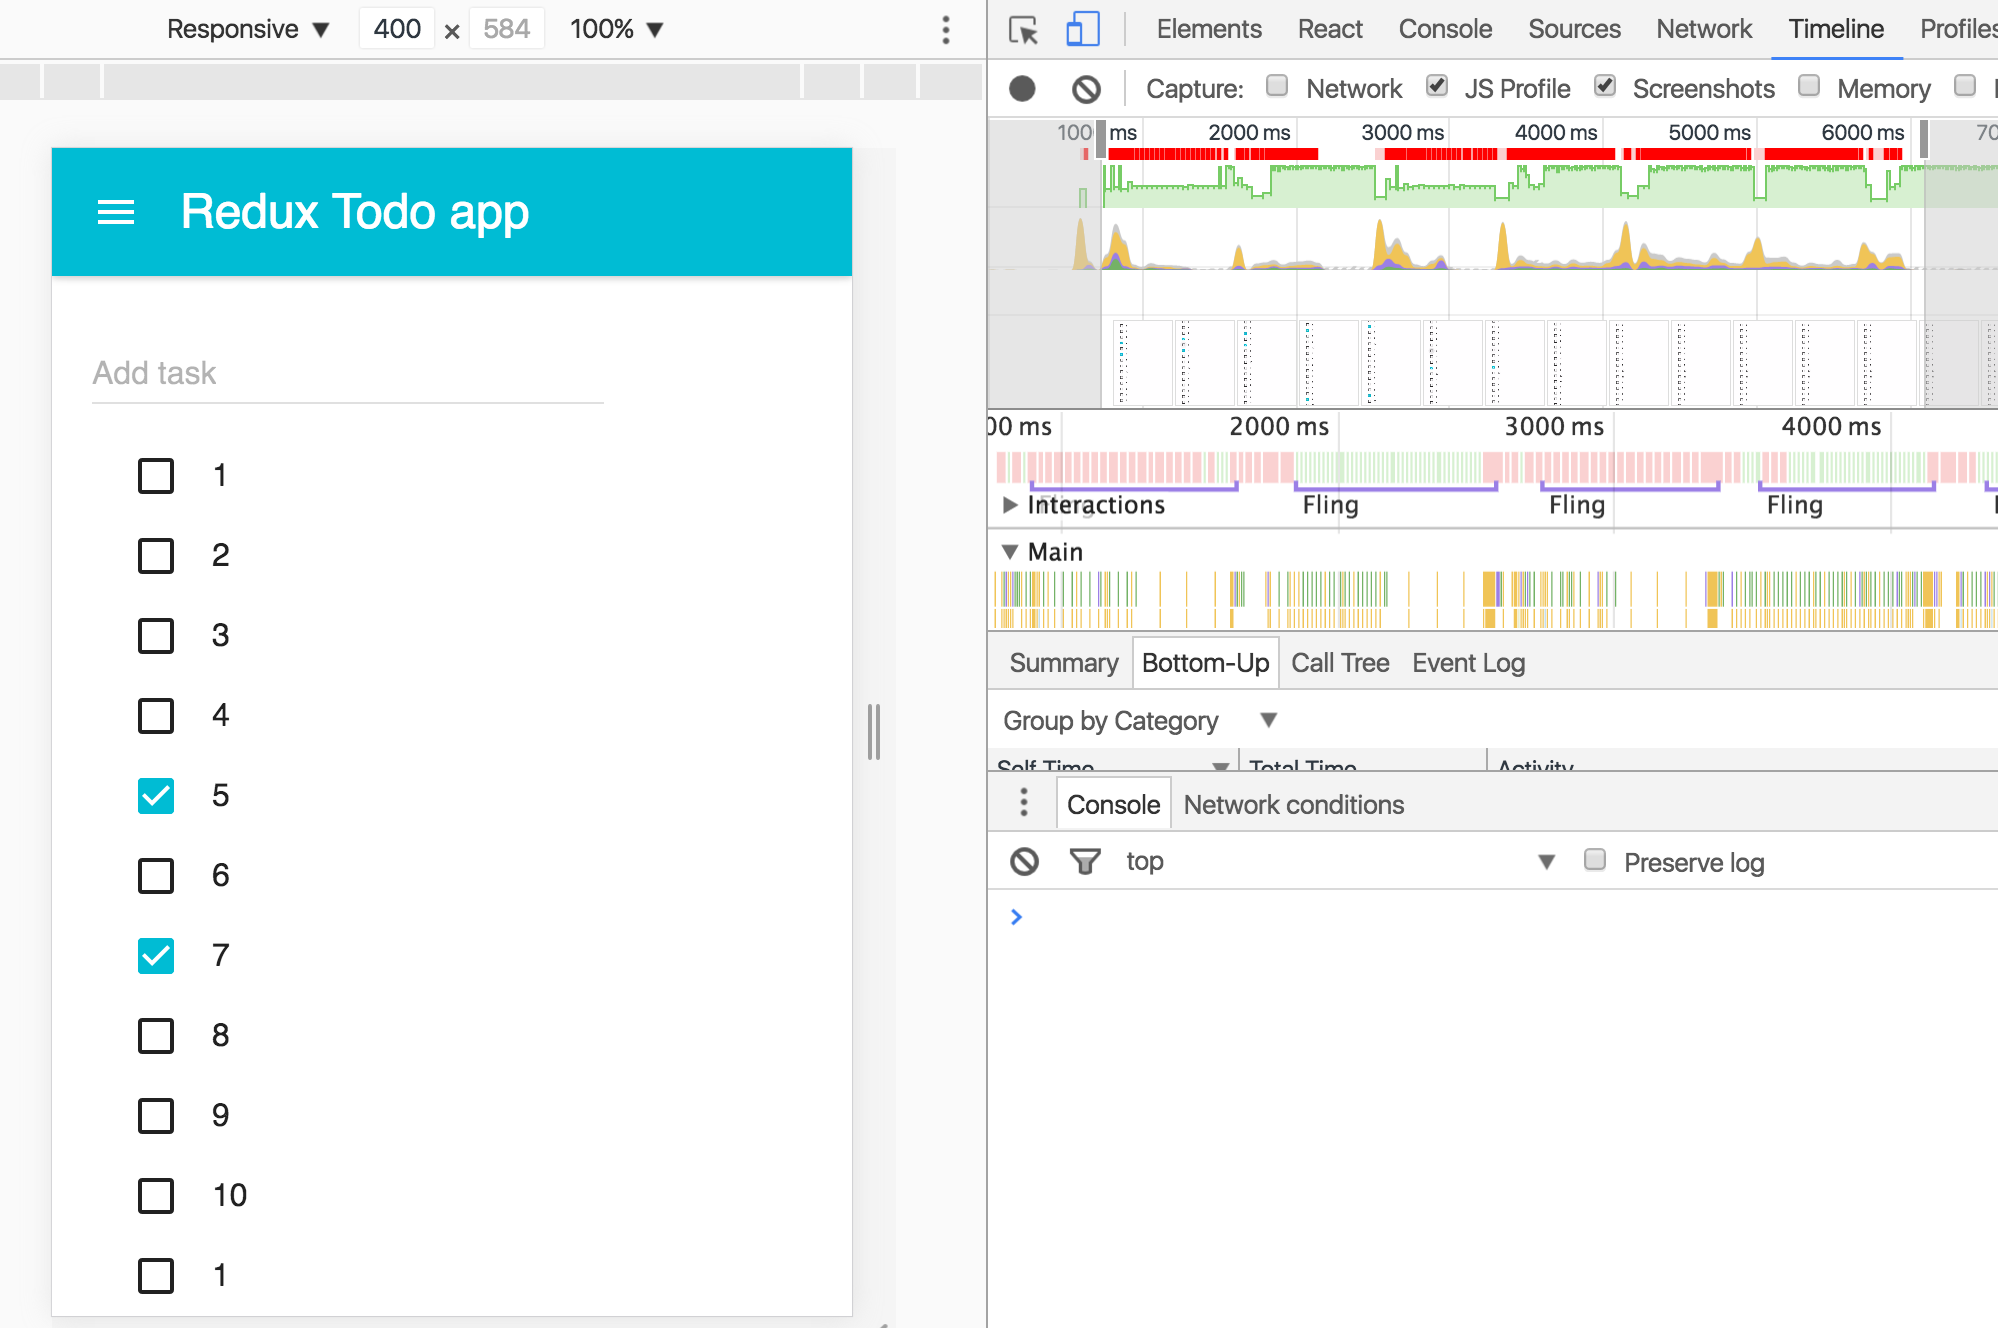 Responsive ▼ 400 × 584 100% ▼
Redux Todo app
Add task
1
2
3
4
5
6
7
8
9
10
1
Elements React Console Sources Network Timeline Profiles
Capture: Network JS Profile Screenshots Memory
100 ms 2000 ms 3000 ms 4000 ms 5000 ms 6000 ms 70
00 ms 2000 ms 3000 ms 4000 ms
Interactions Fling Fling Fling
Main
Summary Bottom-Up Call Tree Event Log
Group by Category ▼
Self Time Total Time Activity
Console Network conditions
top ▼ Preserve log